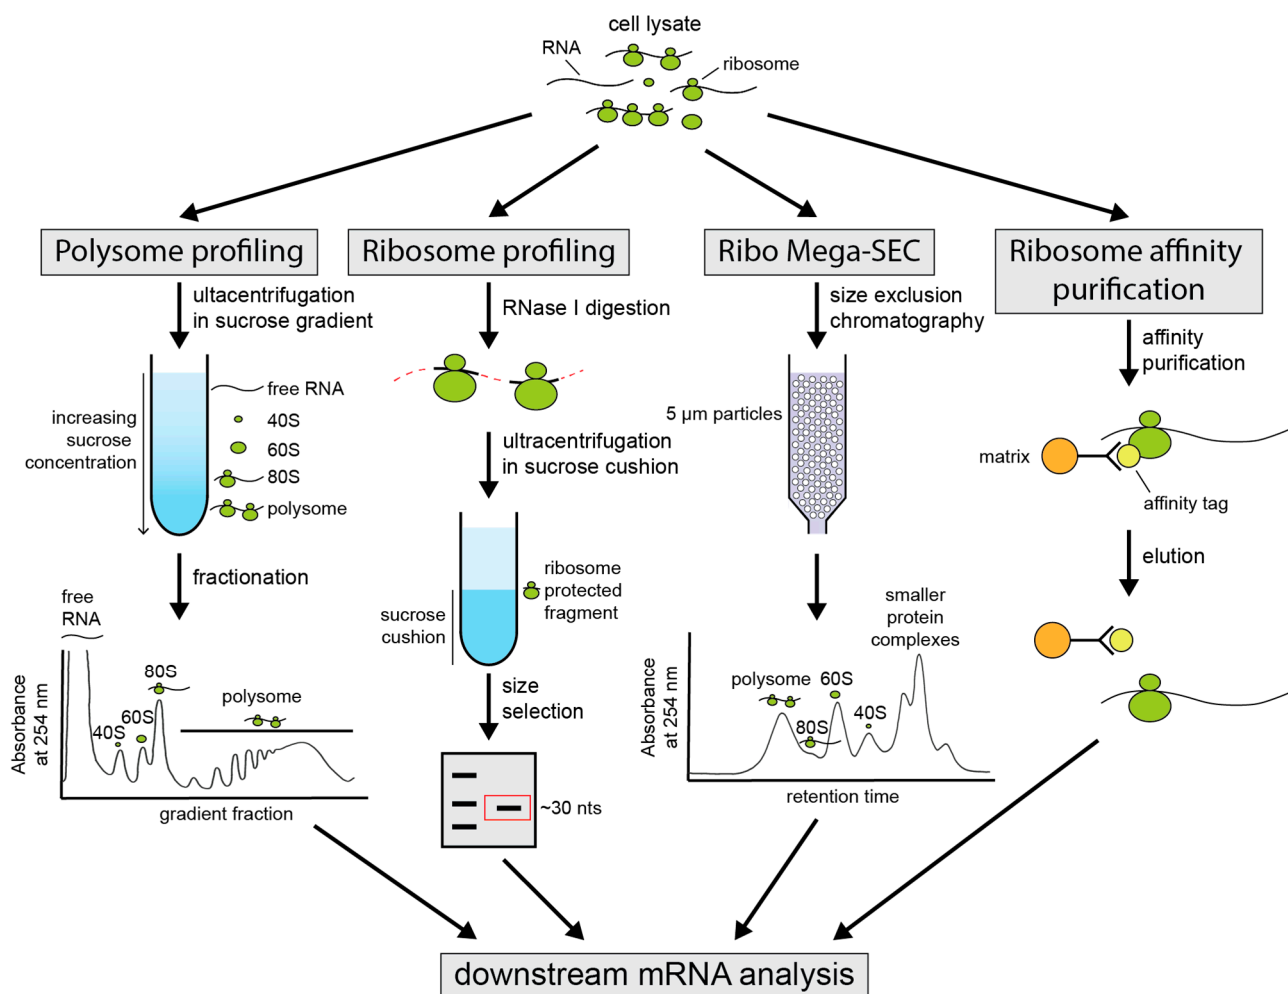 cell lysate
RNA
ribosome
Polysome profiling
ultacentrifugation
in sucrose gradient
increasing
sucrose
concentration
free RNA
40S
60S
80S
polysome
fractionation
free
RNA
80S
60S
40S
polysome
Absorbance
at 254 nm
gradient fraction
Ribosome profiling
RNase I digestion
ultracentrifugation
in sucrose cushion
ribosome
protected
fragment
sucrose
cushion
size
selection
~30 nts
Ribo Mega-SEC
size exclusion
chromatography
5 µm particles
smaller
protein
complexes
polysome
60S
80S
40S
Absorbance
at 254 nm
retention time
Ribosome affinity
purification
affinity
purification
matrix
affinity tag
elution
downstream mRNA analysis